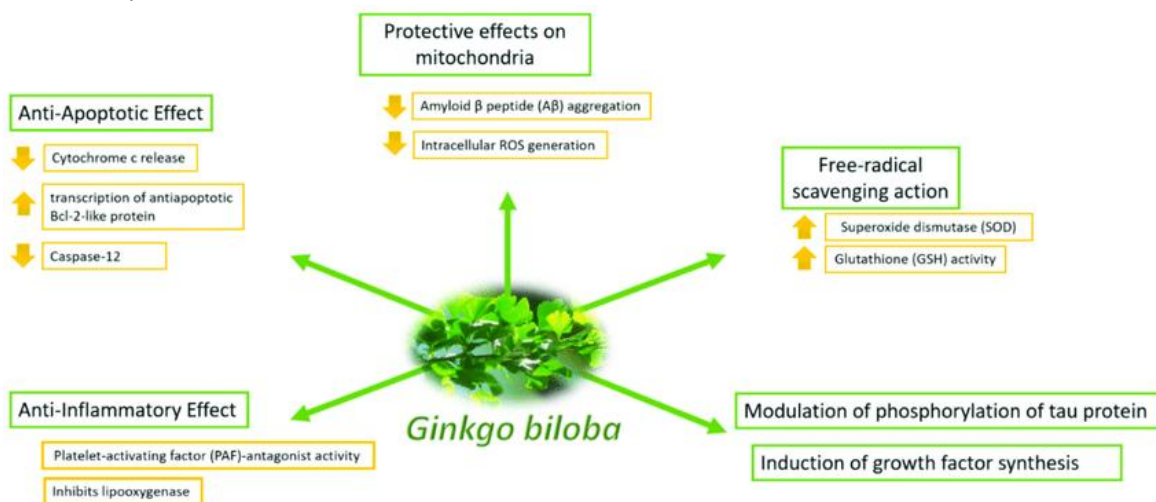 Protective effects on
mitochondria
Amyloid β peptide (Aβ) aggregation
Intracellular ROS generation
Anti-Apoptotic Effect
Cytochrome c release
transcription of antiapoptotic
Bcl-2-like protein
Caspase-12
Free-radical
scavenging action
Superoxide dismutase (SOD)
Glutathione (GSH) activity
Anti-Inflammatory Effect
Platelet-activating factor (PAF)-antagonist activity
Inhibits lipooxygenase
Ginkgo biloba
Modulation of phosphorylation of tau protein
Induction of growth factor synthesis